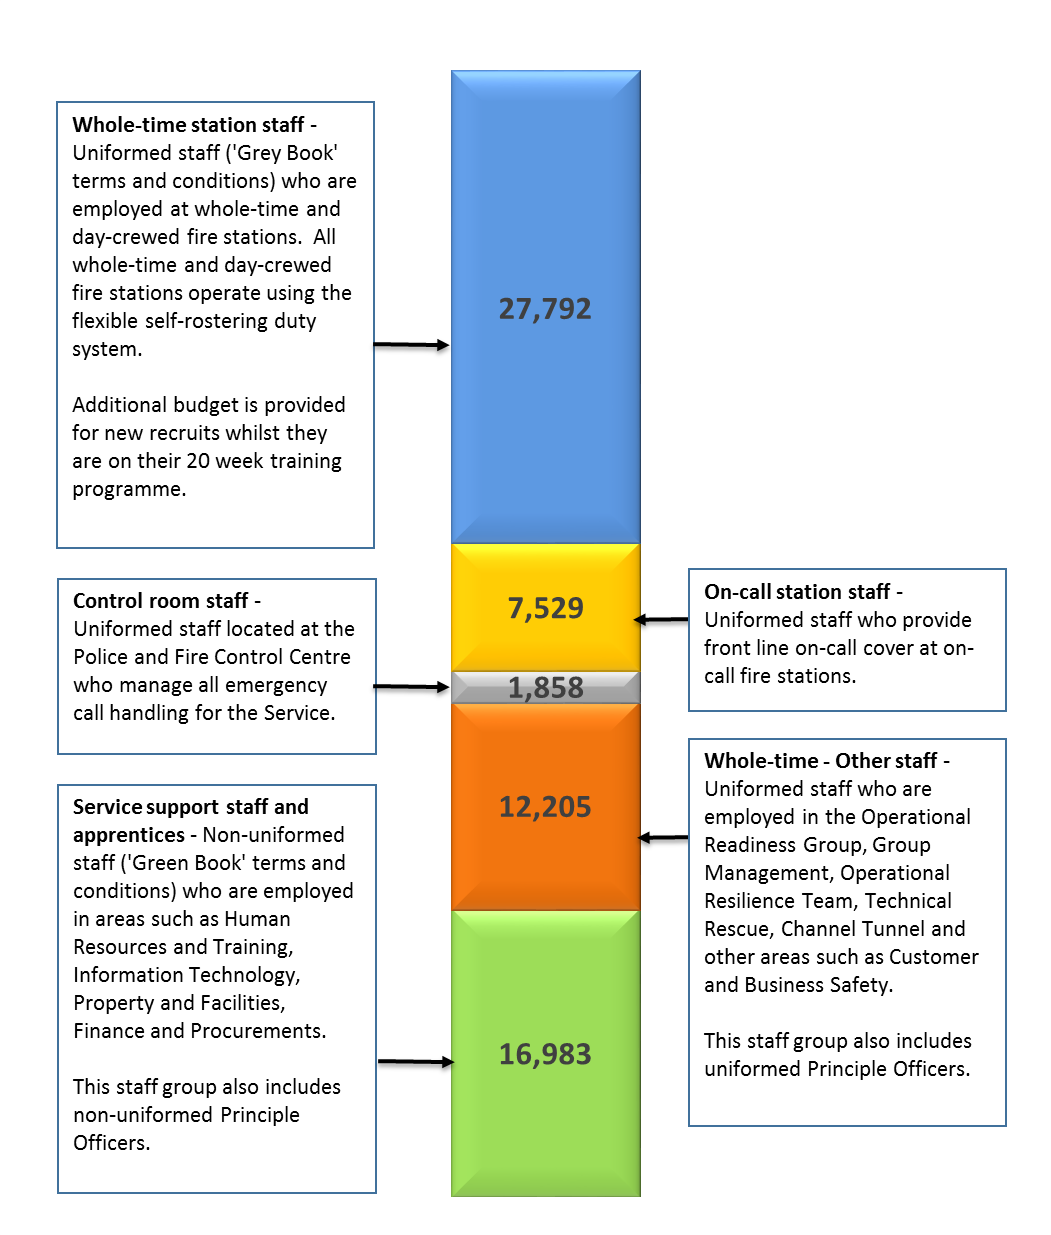 Whole-time station staff -
Uniformed staff ('Grey Book'
terms and conditions) who are
employed at whole-time and
day-crewed fire stations.  All
whole-time and day-crewed
fire stations operate using the
flexible self-rostering duty
system.
Additional budget is provided
for new recruits whilst they
are on their 20 week training
programme.
27,792
Control room staff -
Uniformed staff located at the
Police and Fire Control Centre
who manage all emergency
call handling for the Service.
7,529
On-call station staff -
Uniformed staff who provide
front line on-call cover at on-
call fire stations.
1,858
Service support staff and
apprentices - Non-uniformed
staff ('Green Book' terms and
conditions) who are employed
in areas such as Human
Resources and Training,
Information Technology,
Property and Facilities,
Finance and Procurements.
This staff group also includes
non-uniformed Principle
Officers.
12,205
Whole-time - Other staff -
Uniformed staff who are
employed in the Operational
Readiness Group, Group
Management, Operational
Resilience Team, Technical
Rescue, Channel Tunnel and
other areas such as Customer
and Business Safety.
This staff group also includes
uniformed Principle Officers.
16,983